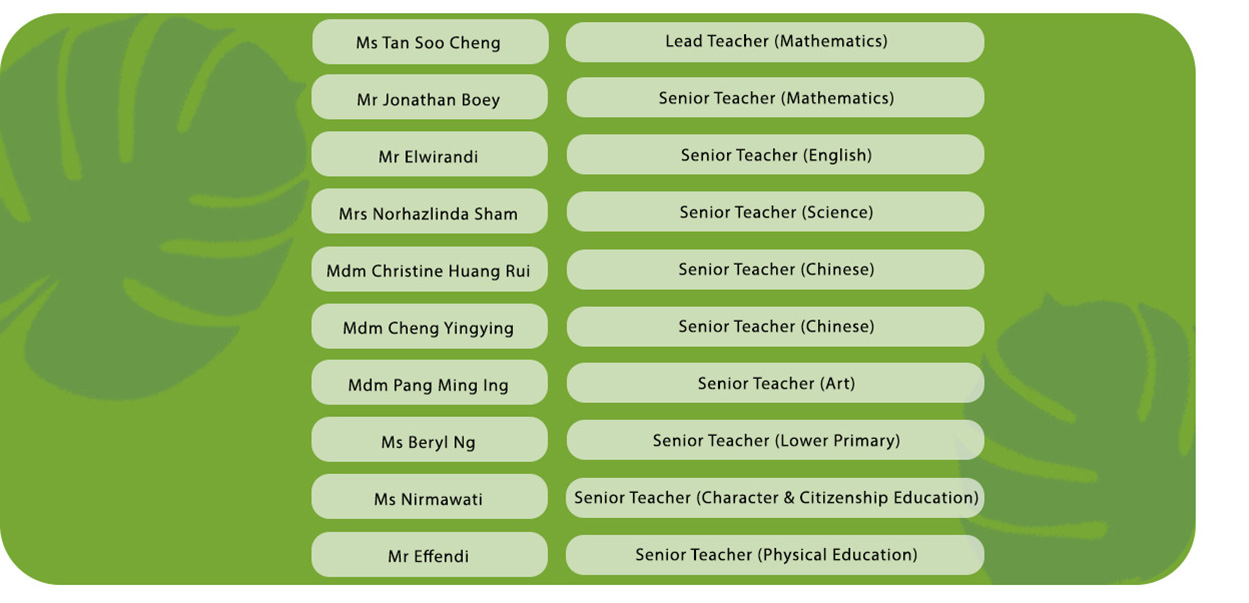 Ms Tan Soo Cheng Lead Teacher (Mathematics)
Mr Jonathan Boey Senior Teacher (Mathematics)
Mr Elwirandi Senior Teacher (English)
Mrs Norhazlinda Sham Senior Teacher (Science)
Mdm Christine Huang Rui Senior Teacher (Chinese)
Mdm Cheng Yingying Senior Teacher (Chinese)
Mdm Pang Ming Ing Senior Teacher (Art)
Ms Beryl Ng Senior Teacher (Lower Primary)
Ms Nirmawati Senior Teacher (Character & Citizenship Education)
Mr Effendi Senior Teacher (Physical Education)